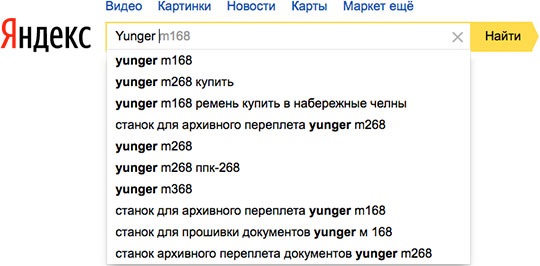 Видео Картинки Новости Карты Маркет ещё
Яндекс Yunger m168 Найти
yunger m168
yunger m268 купить
yunger m168 ремень купить в набережные челны
станок для архивного переплета yunger m268
yunger m268
yunger m268 ппк-268
yunger m368
станок для архивного переплета yunger m168
станок для прошивки документов yunger м 168
станок архивного переплета документов yunger m268